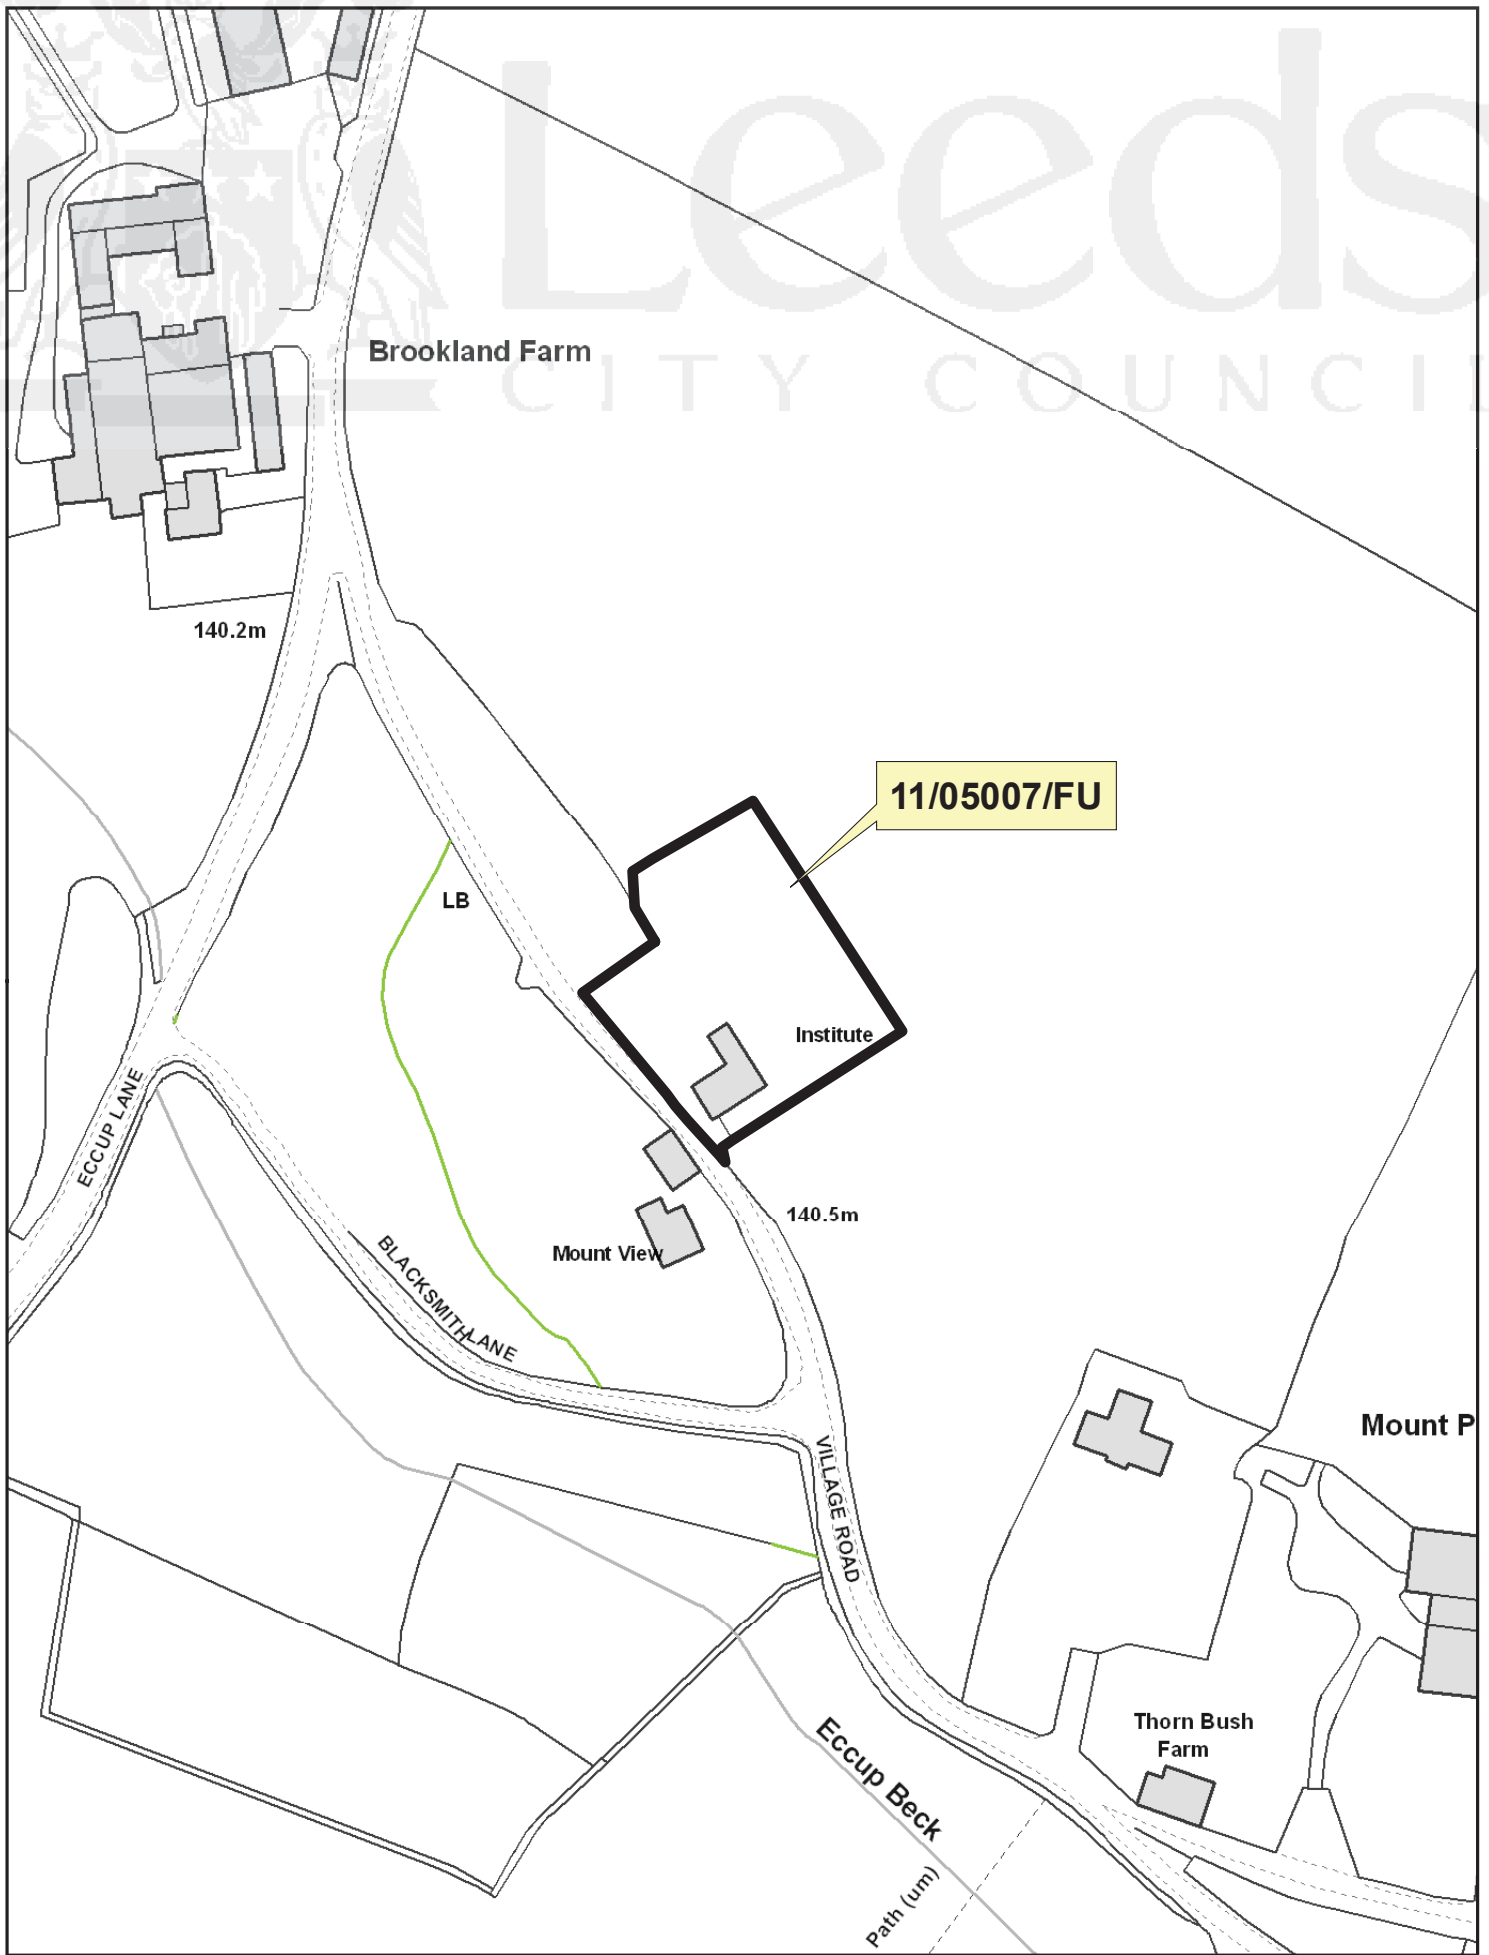 Leeds
CITY COUNCIL
Brookland Farm
140.2m
11/05007/FU
LB
Institute
ECCUP LANE
140.5m
Mount View
BLACKSMITH LANE
Mount P
VILLAGE ROAD
Thorn Bush
Farm
Eccup Beck
Path (um)